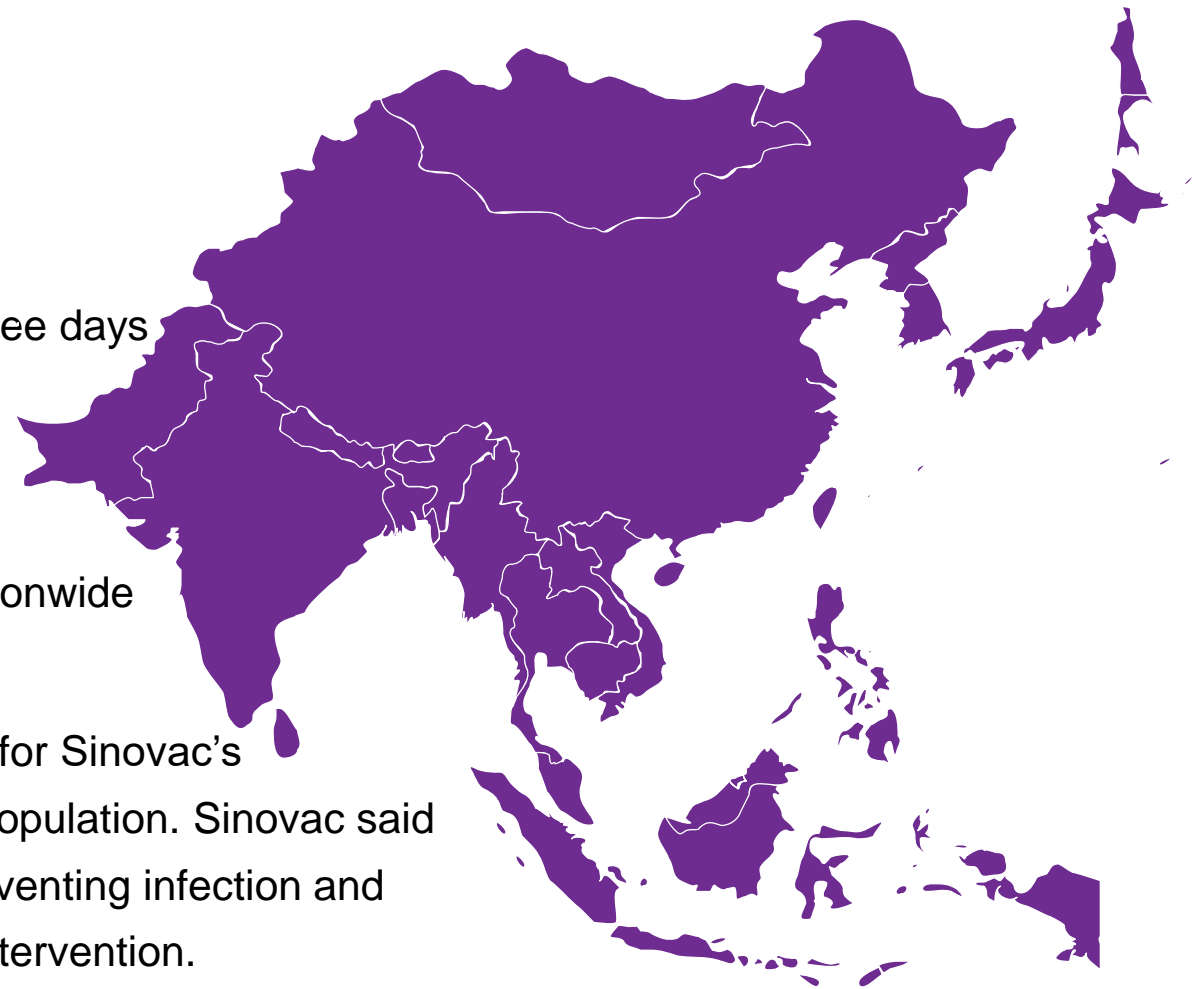 ee days
onwide
for Sinovac’s
opulation. Sinovac said
venting infection and
tervention.